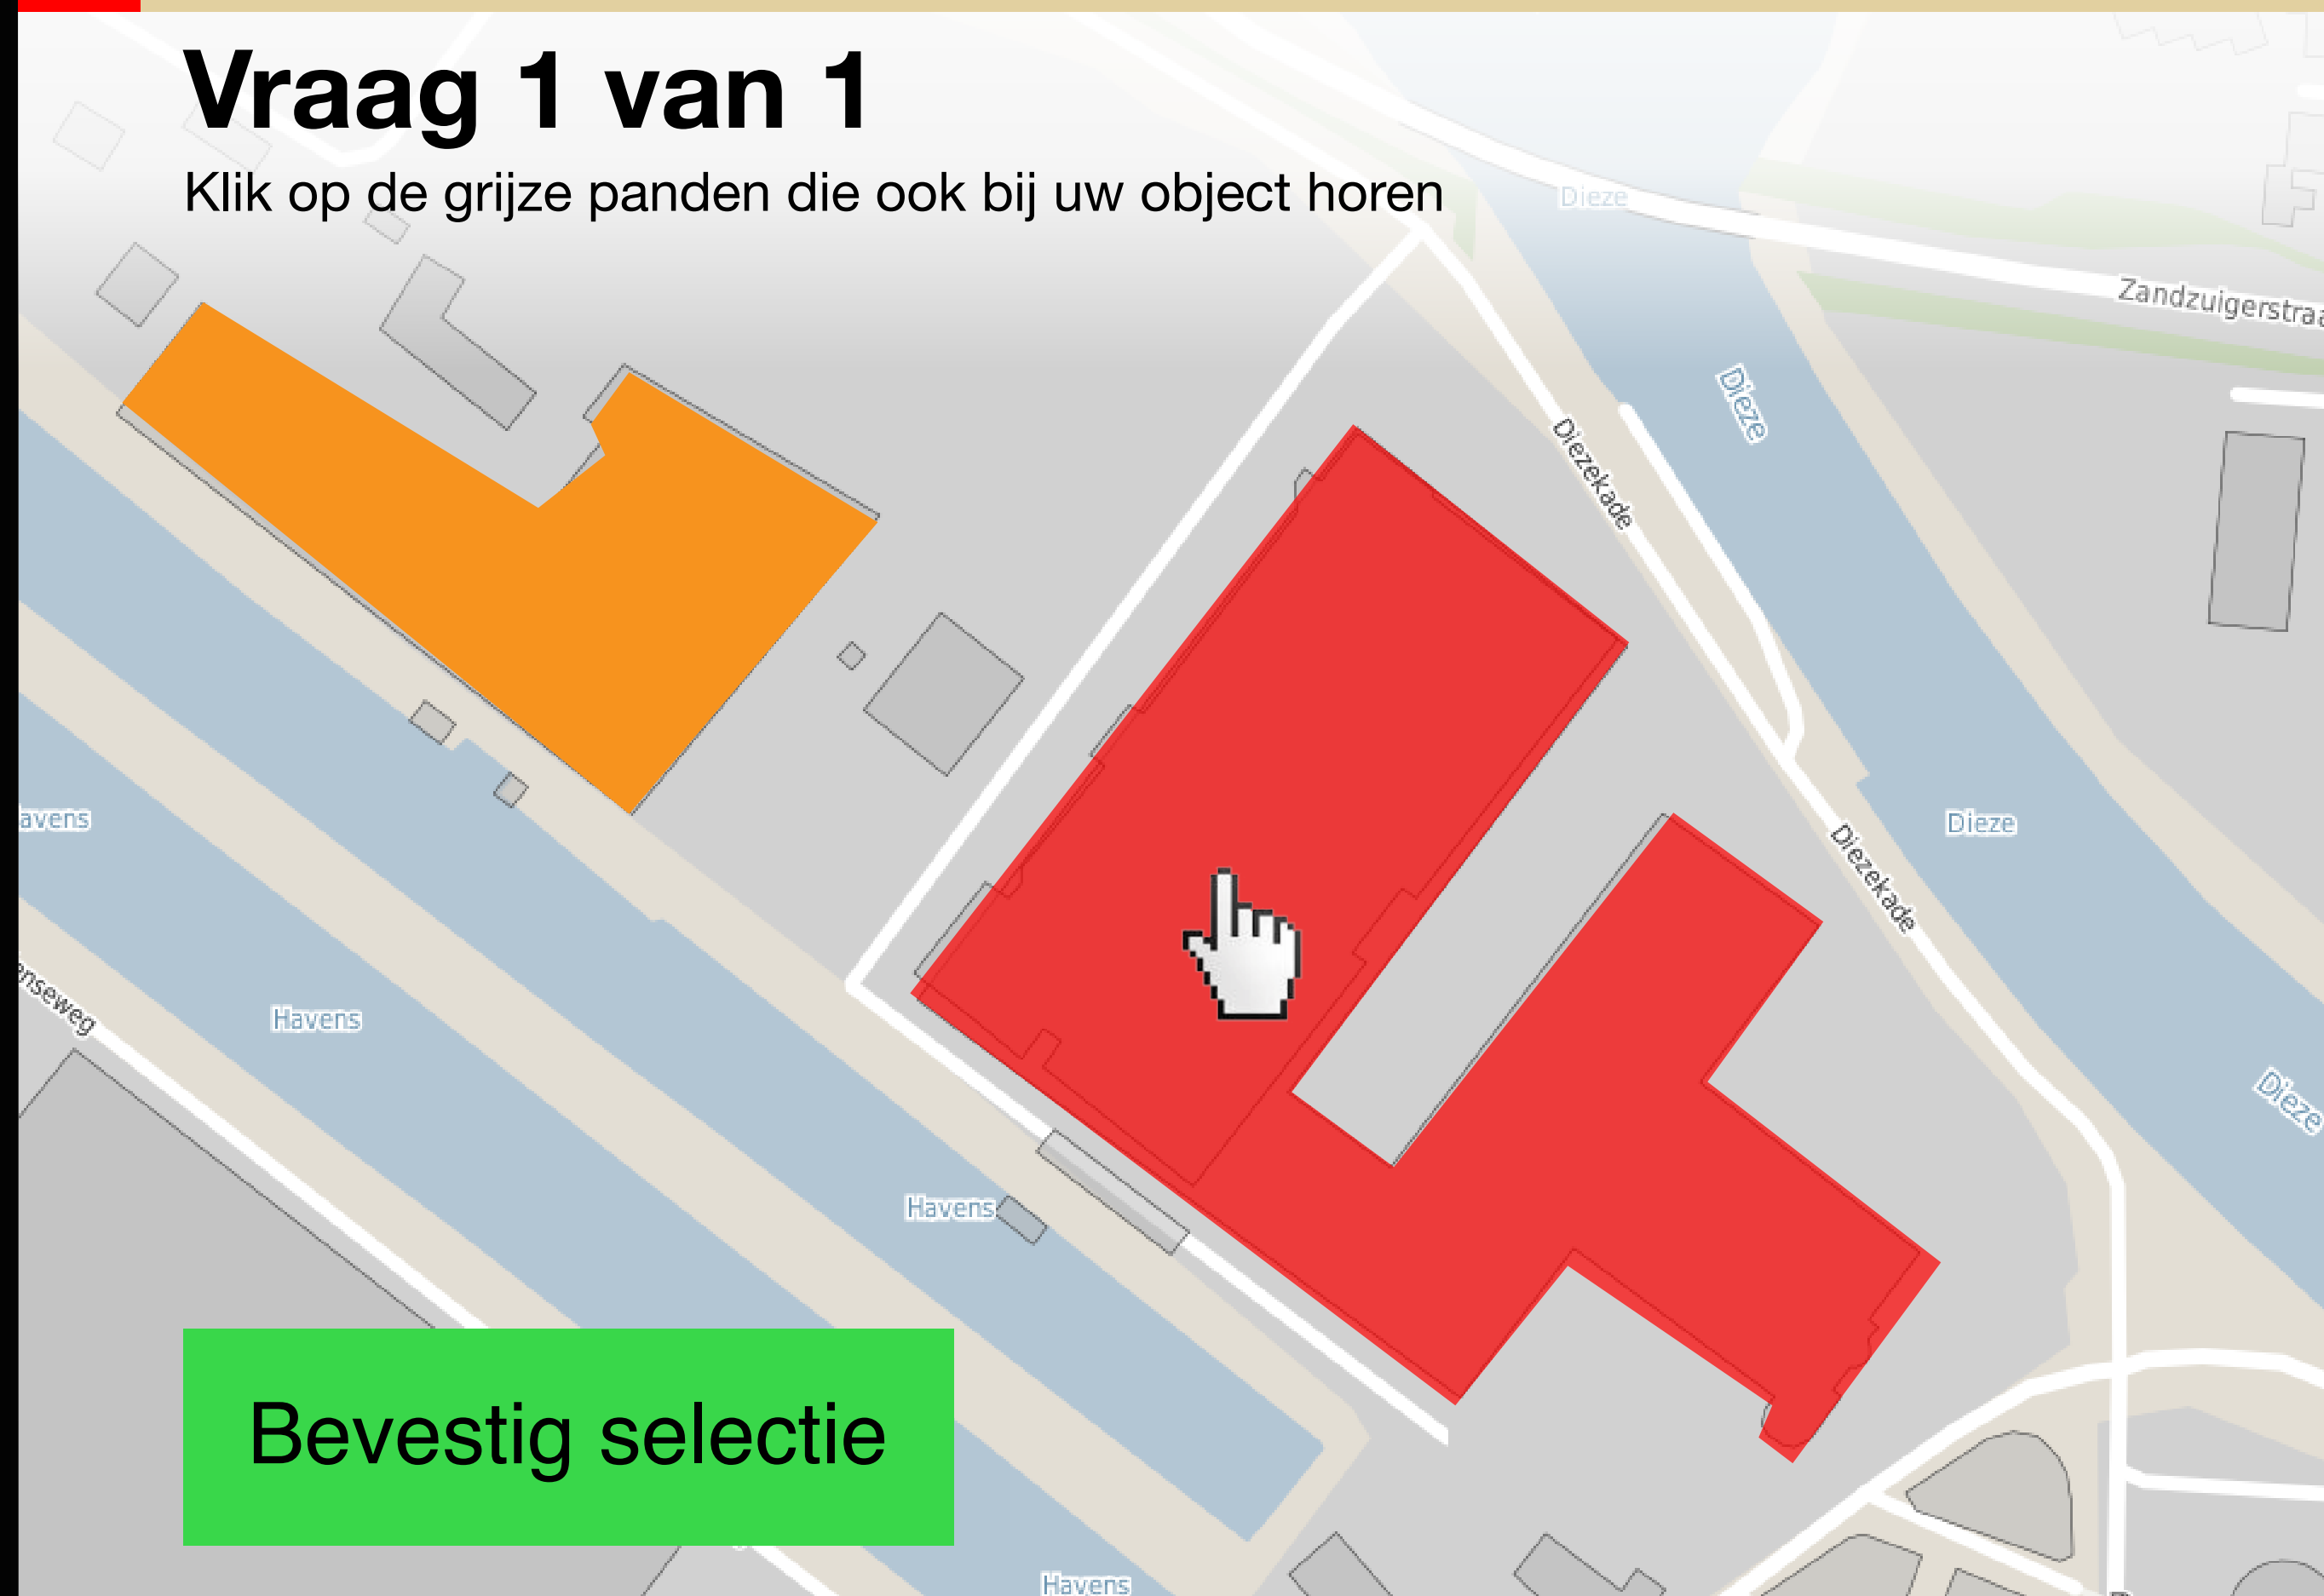 Vraag 1 van 1
Klik op de grijze panden die ook bij uw object horen
Dieze
Zandzuigerstraa
Dieze
Diezekade
avens
Dieze
Diezekade
enseweg
Havens
Dieze
Havens
Bevestig selectie
Havens